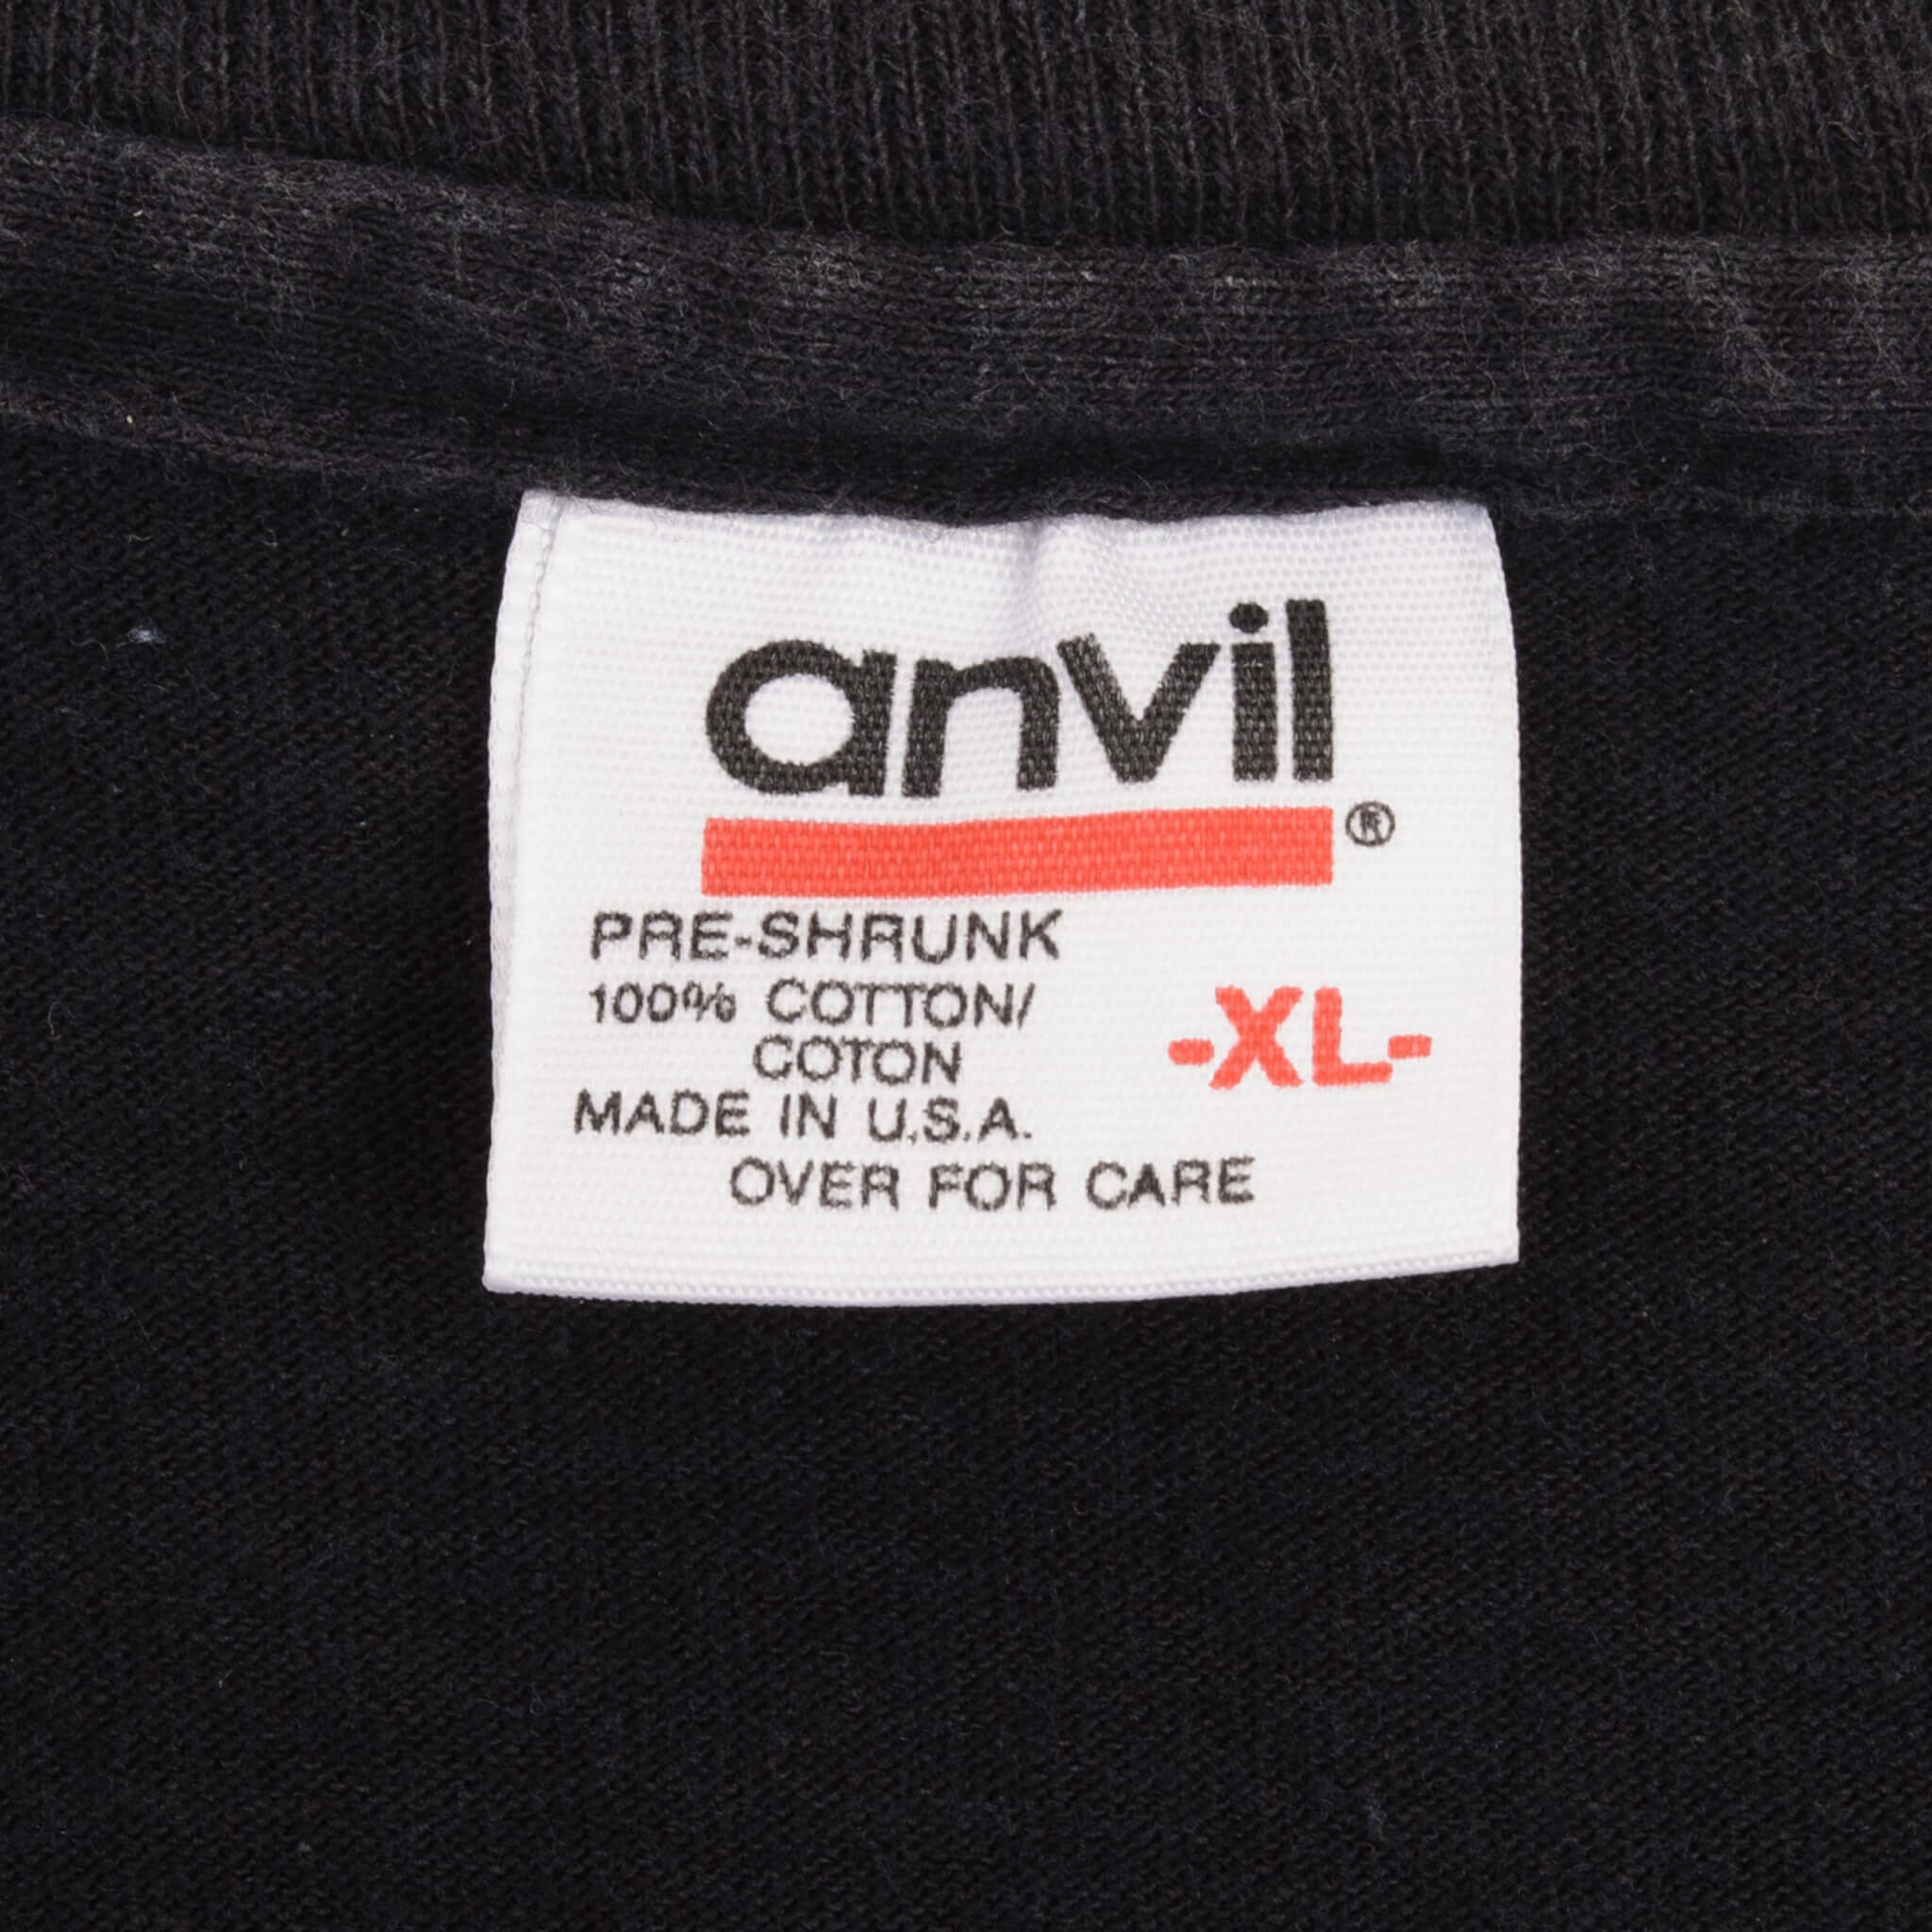 anvil®
PRE-SHRUNK
100% COTTON/
COTON
-XL-
MADE IN U.S.A.
OVER FOR CARE